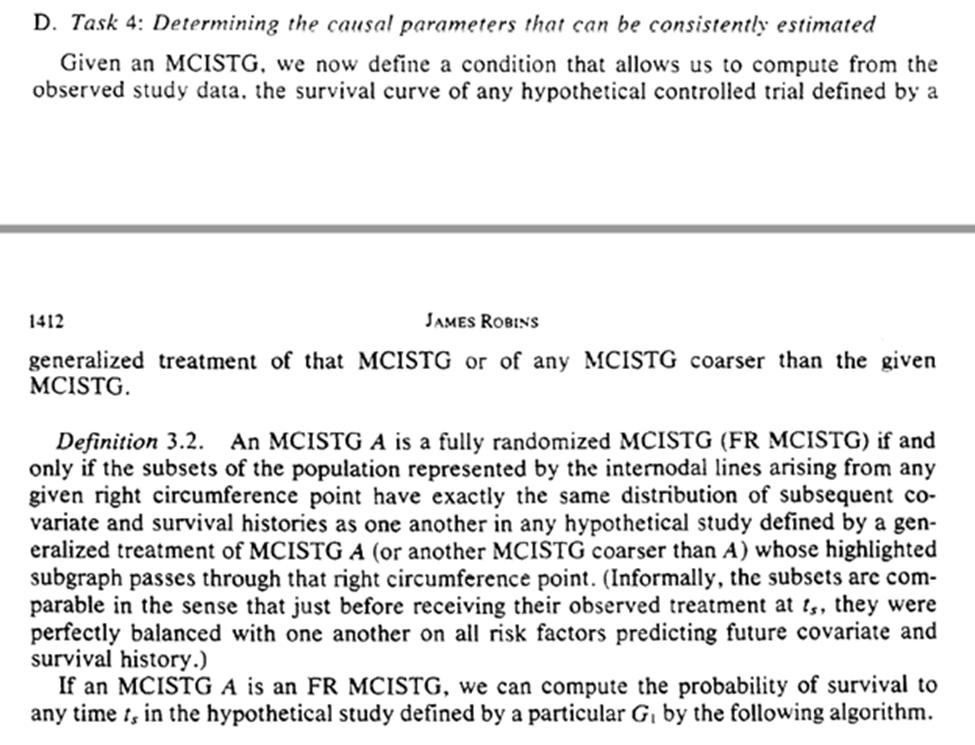 D. Task 4: Determining the causal parameters that can be consistently estimated
Given an MCISTG, we now define a condition that allows us to compute from the
observed study data, the survival curve of any hypothetical controlled trial defined by a
1412
JAMES ROBINS
generalized treatment of that MCISTG or of any MCISTG coarser than the given
MCISTG.
Definition 3.2. An MCISTG A is a fully randomized MCISTG (FR MCISTG) if and
only if the subsets of the population represented by the internodal lines arising from any
given right circumference point have exactly the same distribution of subsequent co-
variate and survival histories as one another in any hypothetical study defined by a gen-
eralized treatment of MCISTG A (or another MCISTG coarser than A) whose highlighted
subgraph passes through that right circumference point. (Informally, the subsets are com-
parable in the sense that just before receiving their observed treatment at tₛ, they were
perfectly balanced with one another on all risk factors predicting future covariate and
survival history.)
If an MCISTG A is an FR MCISTG, we can compute the probability of survival to
any time tₛ in the hypothetical study defined by a particular G₁ by the following algorithm.